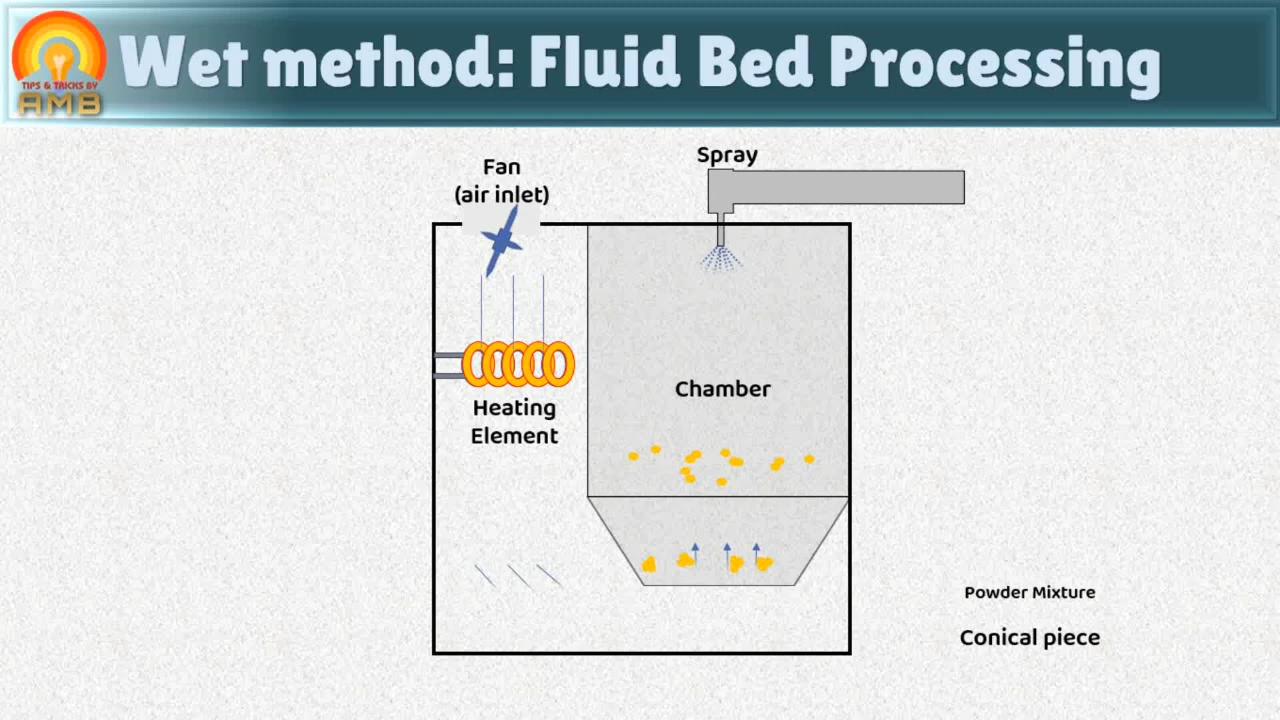 Wet method: Fluid Bed Processing
TIPS & TRICKS BY
AMB
Spray
Fan
(air inlet)
Chamber
Heating
Element
Powder Mixture
Conical piece